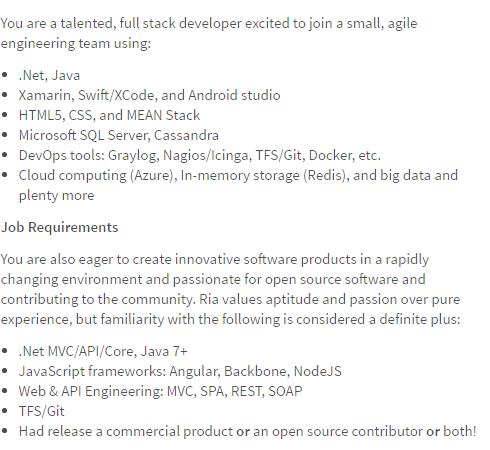 You are a talented, full stack developer excited to join a small, agile
engineering team using:
• .Net, Java
• Xamarin, Swift/XCode, and Android studio
• HTML5, CSS, and MEAN Stack
• Microsoft SQL Server, Cassandra
• DevOps tools: Graylog, Nagios/Icinga, TFS/Git, Docker, etc.
• Cloud computing (Azure), In-memory storage (Redis), and big data and
plenty more
Job Requirements
You are also eager to create innovative software products in a rapidly
changing environment and passionate for open source software and
contributing to the community. Ria values aptitude and passion over pure
experience, but familiarity with the following is considered a definite plus:
• .Net MVC/API/Core, Java 7+
• JavaScript frameworks: Angular, Backbone, NodeJS
• Web & API Engineering: MVC, SPA, REST, SOAP
• TFS/Git
• Had release a commercial product or an open source contributor or both!